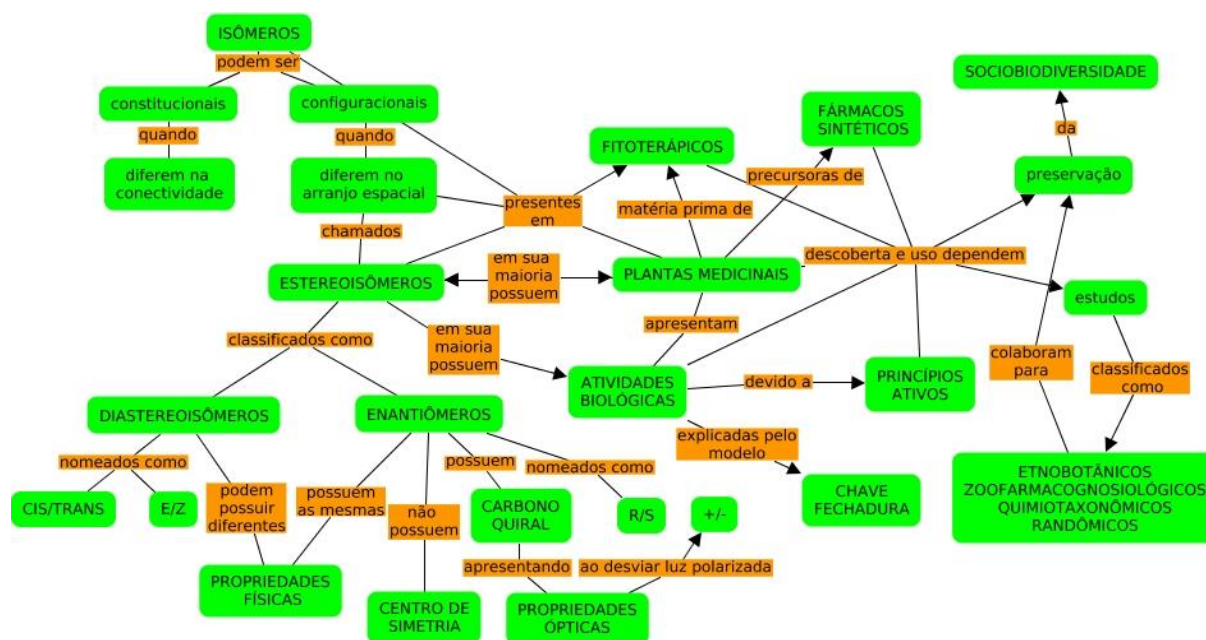 ISÔMEROS
podem ser
constitucionais
configuracionais
quando
quando
diferem na
conectividade
diferem no
arranjo espacial
chamados
presentes
em
FITOTERÁPICOS
FÁRMACOS
SINTÉTICOS
SOCIOBIODIVERSIDADE
da
preservação
precursoras de
matéria prima de
descoberta e uso dependem
ESTEREOISÔMEROS
em sua
maioria
possuem
PLANTAS MEDICINAIS
estudos
classificados como
em sua
maioria
possuem
apresentam
colaboram
para
classificados
como
ATIVIDADES
BIOLÓGICAS
devido a
PRINCÍPIOS
ATIVOS
DIASTEREOISÔMEROS
ENANTIÔMEROS
explicadas pelo
modelo
nomeados como
possuem
nomeados como
ETNOBOTÂNICOS
ZOOFARMACOGNOSIOLÓGICOS
QUIMIOTAXONÔMICOS
RANDÔMICOS
CIS/TRANS
E/Z
podem
possuir
diferentes
possuem
as mesmas
não
possuem
CARBONO
QUIRAL
R/S
+/-
CHAVE
FECHADURA
PROPRIEDADES
FÍSICAS
apresentando
ao desviar luz polarizada
CENTRO DE
SIMETRIA
PROPRIEDADES
ÓPTICAS